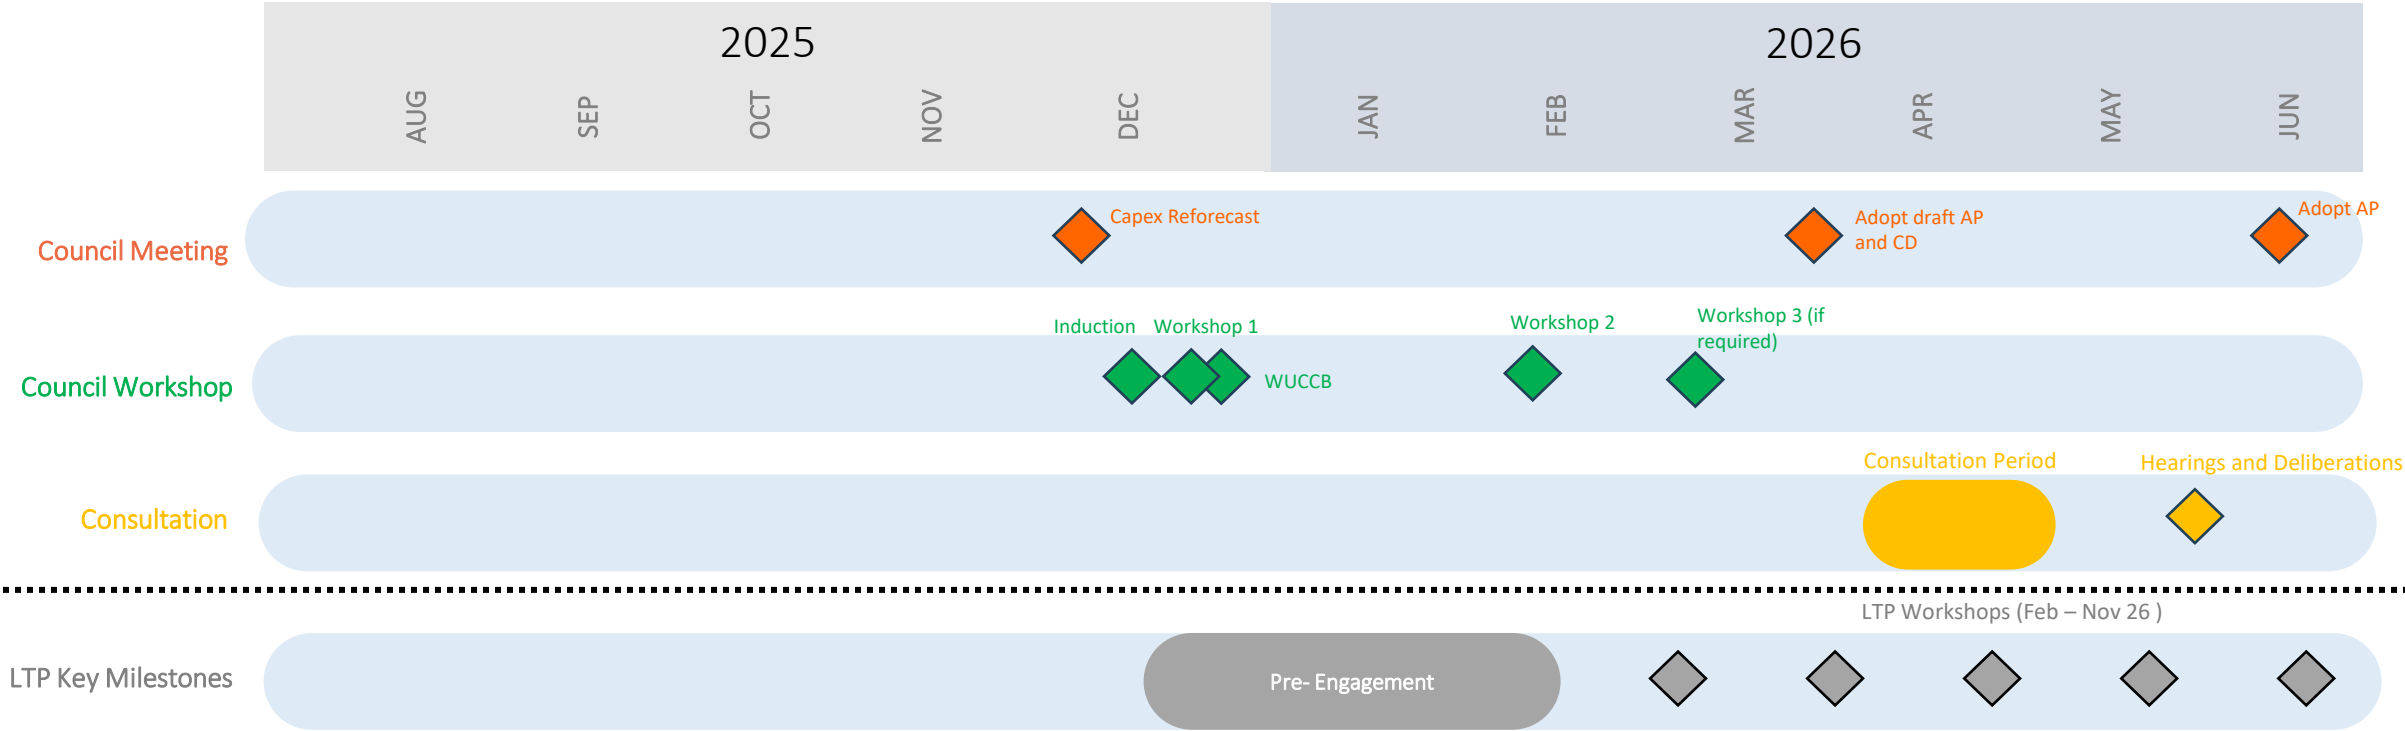 2025
2026
AUG
SEP
OCT
NOV
DEC
JAN
FEB
MAR
APR
MAY
JUN
Council Meeting
Capex Reforecast
Adopt draft AP
and CD
Adopt AP
Council Workshop
Induction
Workshop 1
WUCCB
Workshop 2
Workshop 3 (if
required)
Consultation
Consultation Period
Hearings and Deliberations
LTP Key Milestones
Pre- Engagement
LTP Workshops (Feb – Nov 26 )